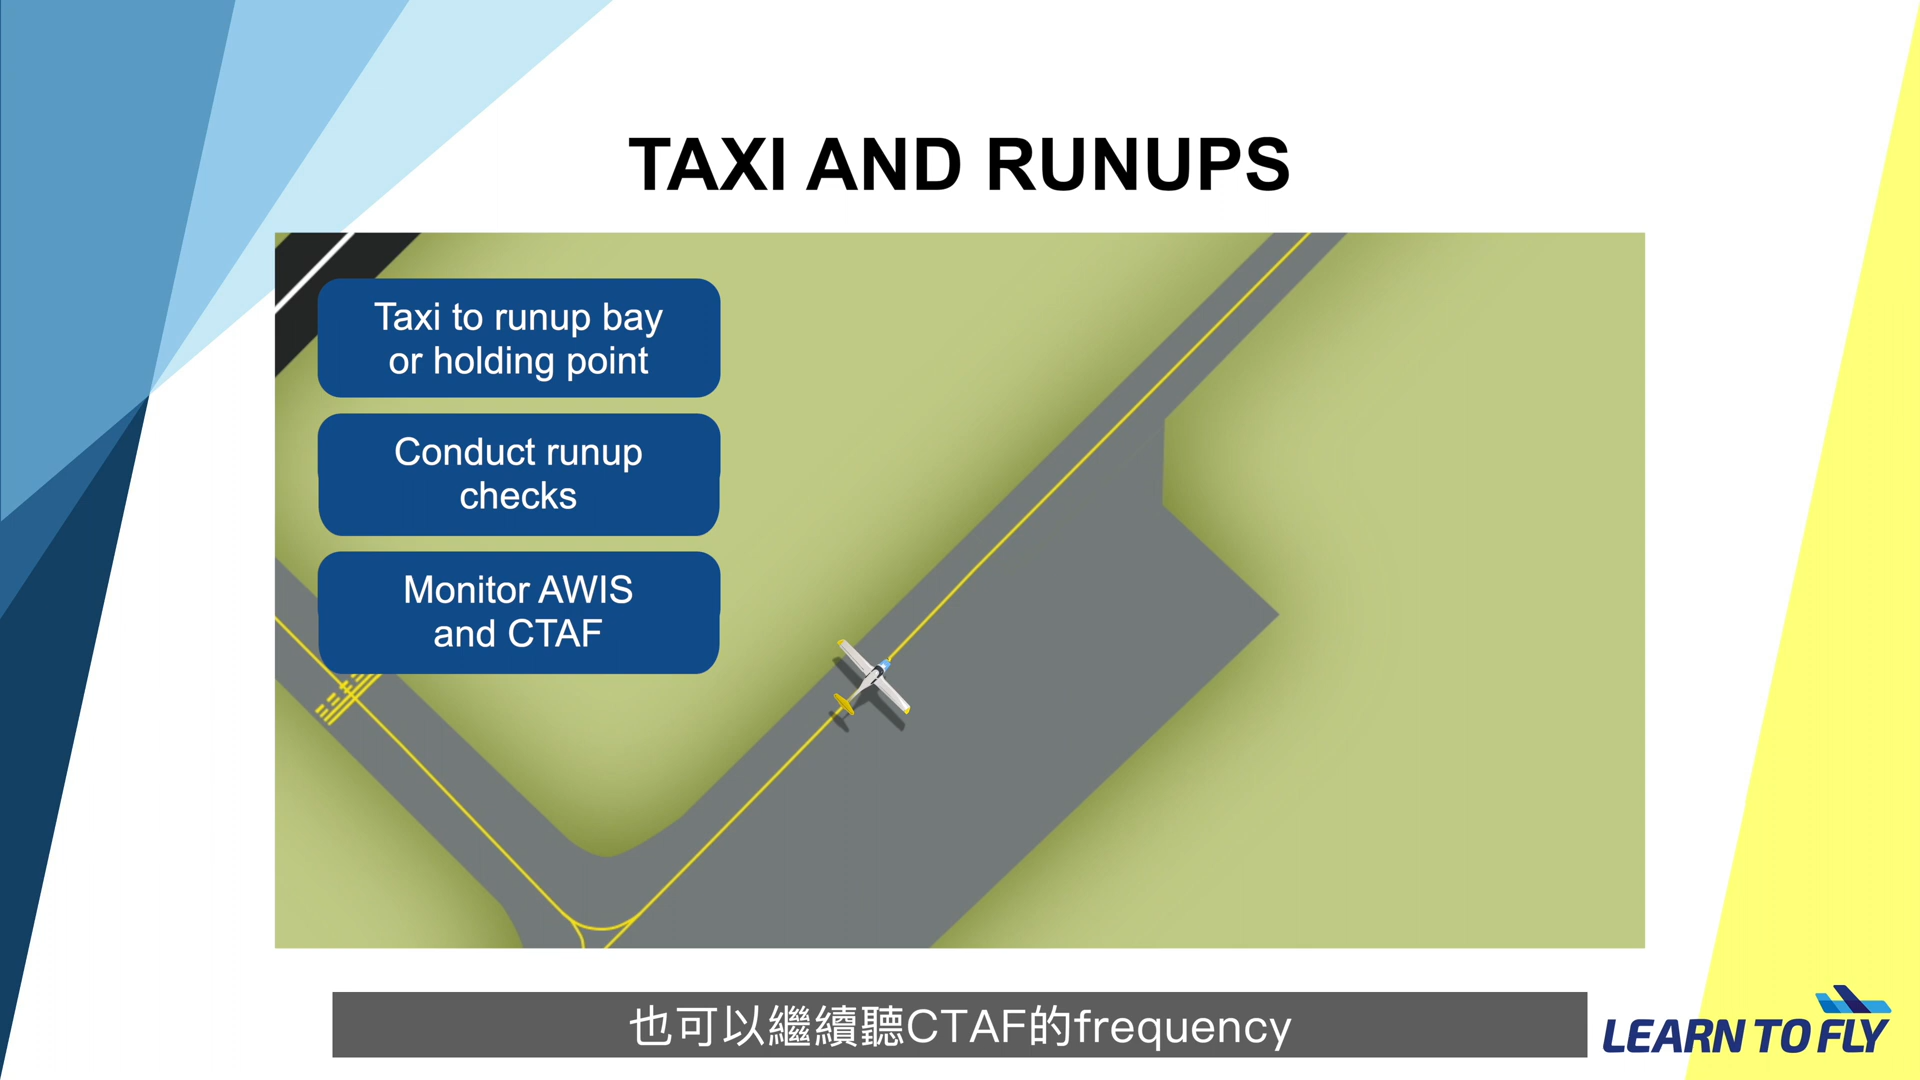 TAXI AND RUNUPS
Taxi to runup bay
or holding point
Conduct runup
checks
Monitor AWIS
and CTAF
也可以繼續聽CTAF的frequency
LEARN TO FLY